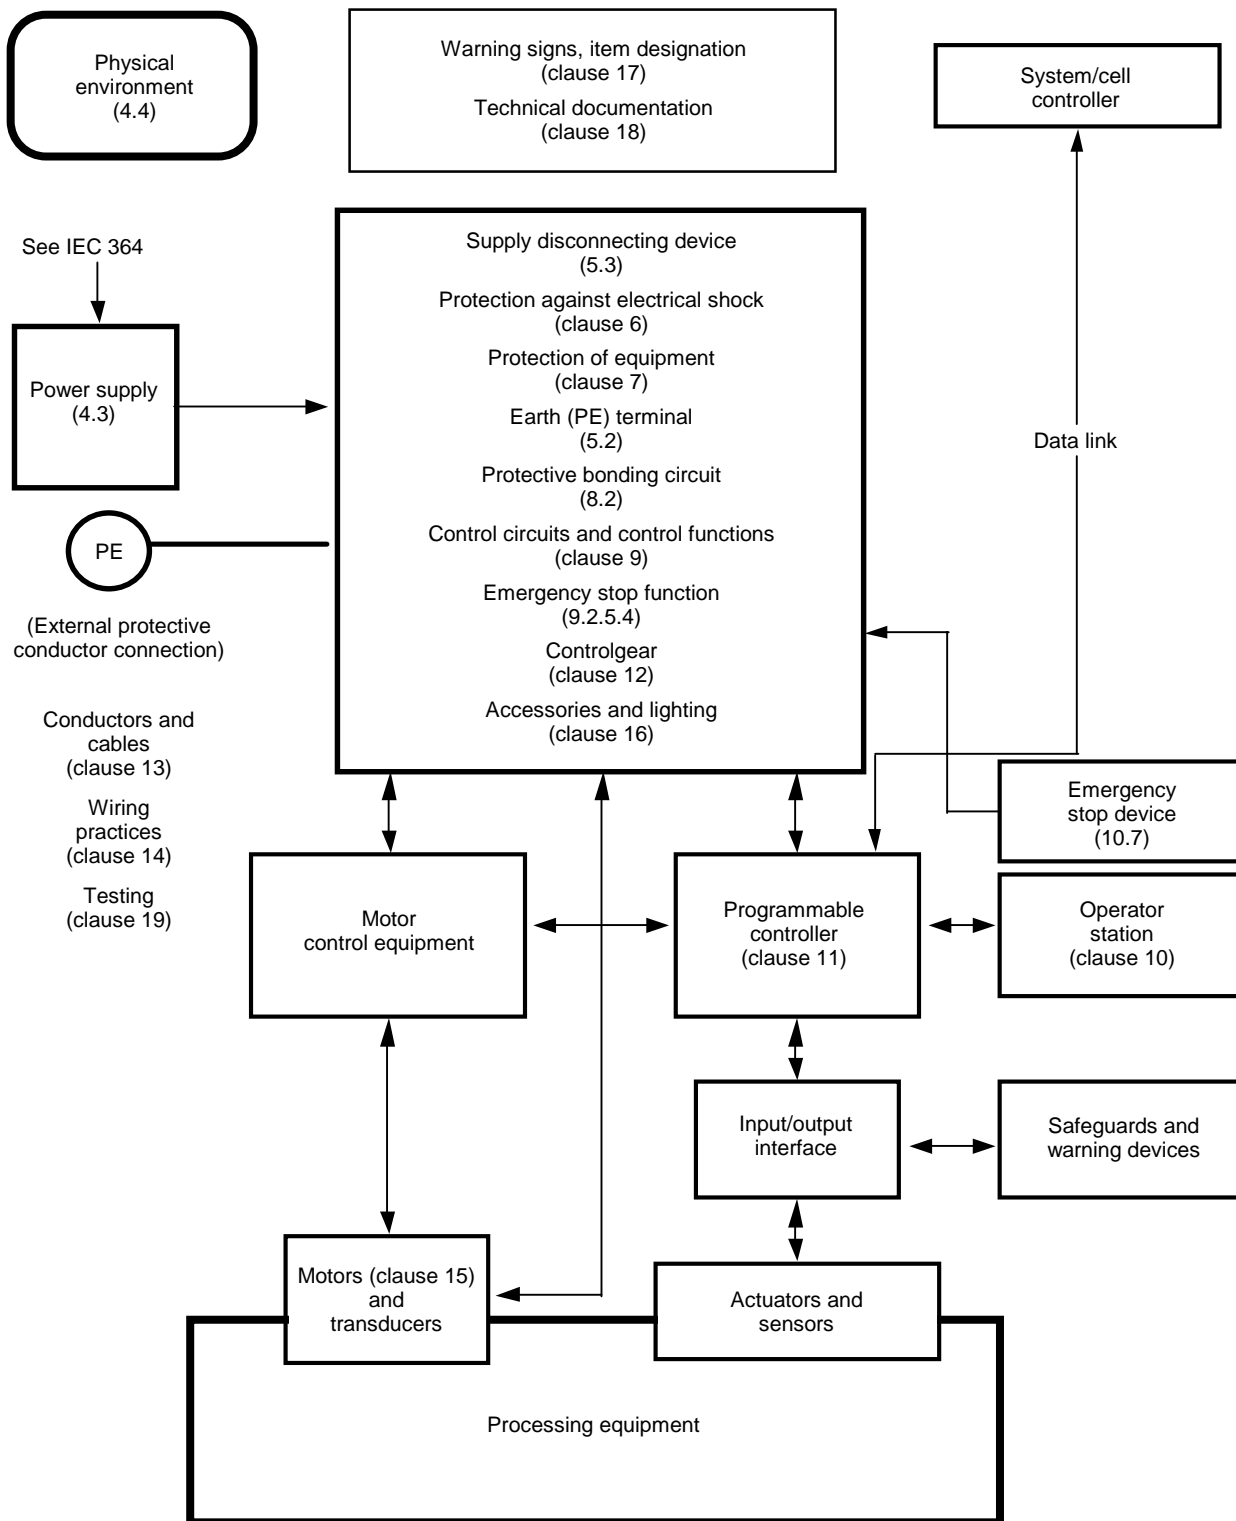 Physical
environment
(4.4)
Warning signs, item designation
(clause 17)
Technical documentation
(clause 18)
System/cell
controller
See IEC 364
Power supply
(4.3)
PE
(External protective
conductor connection)
Conductors and
cables
(clause 13)
Wiring
practices
(clause 14)
Testing
(clause 19)
Supply disconnecting device
(5.3)
Protection against electrical shock
(clause 6)
Protection of equipment
(clause 7)
Earth (PE) terminal
(5.2)
Protective bonding circuit
(8.2)
Control circuits and control functions
(clause 9)
Emergency stop function
(9.2.5.4)
Controlgear
(clause 12)
Accessories and lighting
(clause 16)
Data link
Emergency
stop device
(10.7)
Motor
control equipment
Programmable
controller
(clause 11)
Operator
station
(clause 10)
Input/output
interface
Safeguards and
warning devices
Motors (clause 15)
and
transducers
Actuators and
sensors
Processing equipment